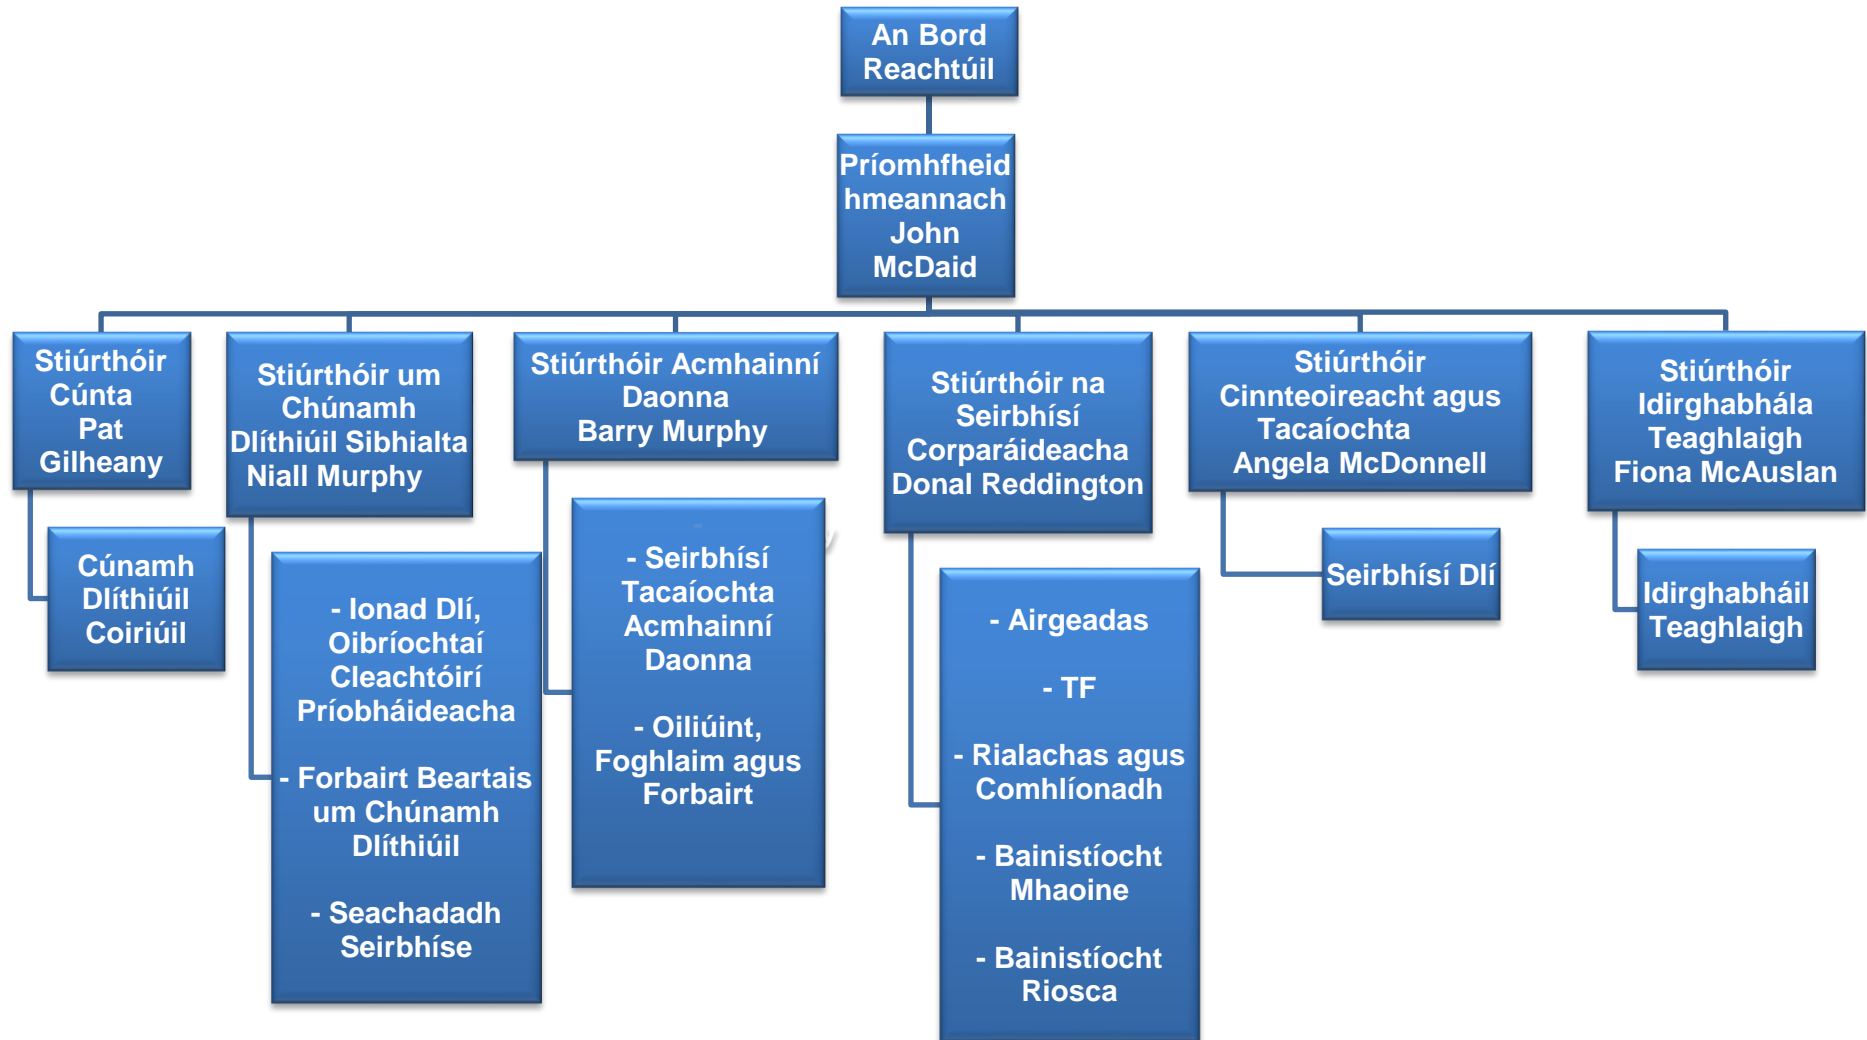 An Bord
Reachtúil
Príomhfheid
hmeannach
John
McDaid
Stiúrthóir
Cúnta
Pat
Gilheany
Cúnamh
Dlíthiúil
Coiriúil
Stiúrthóir um
Chúnamh
Dlíthiúil Sibhialta
Niall Murphy
- Ionad Dlí,
Oibríochtaí
Cleachtóirí
Príobháideacha
- Forbairt Beartais
um Chúnamh
Dlíthiúil
- Seachadadh
Seirbhíse
Stiúrthóir Acmhainní
Daonna
Barry Murphy
-
- Seirbhísí
Tacaíochta
Acmhainní
Daonna
- Oiliúint,
Foghlaim agus
Forbairt
Stiúrthóir na
Seirbhísí
Corparáideacha
Donal Reddington
- Airgeadas
- TF
- Rialachas agus
Comhlíonadh
- Bainistíocht
Mhaoine
- Bainistíocht
Riosca
Stiúrthóir
Cinnteoireacht agus
Tacaíochta
Angela McDonnell
Seirbhísí Dlí
Stiúrthóir
Idirghabhála
Teaghlaigh
Fiona McAuslan
Idirghabháil
Teaghlaigh